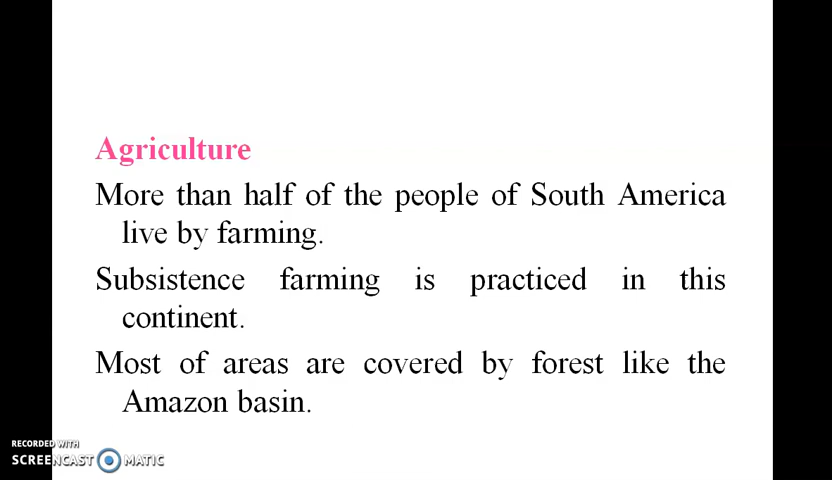 Agriculture
More than half of the people of South America
live by farming.
Subsistence farming is practiced in this
continent.
Most of areas are covered by forest like the
Amazon basin.
RECORDED WITH
SCREENCAST MATIC